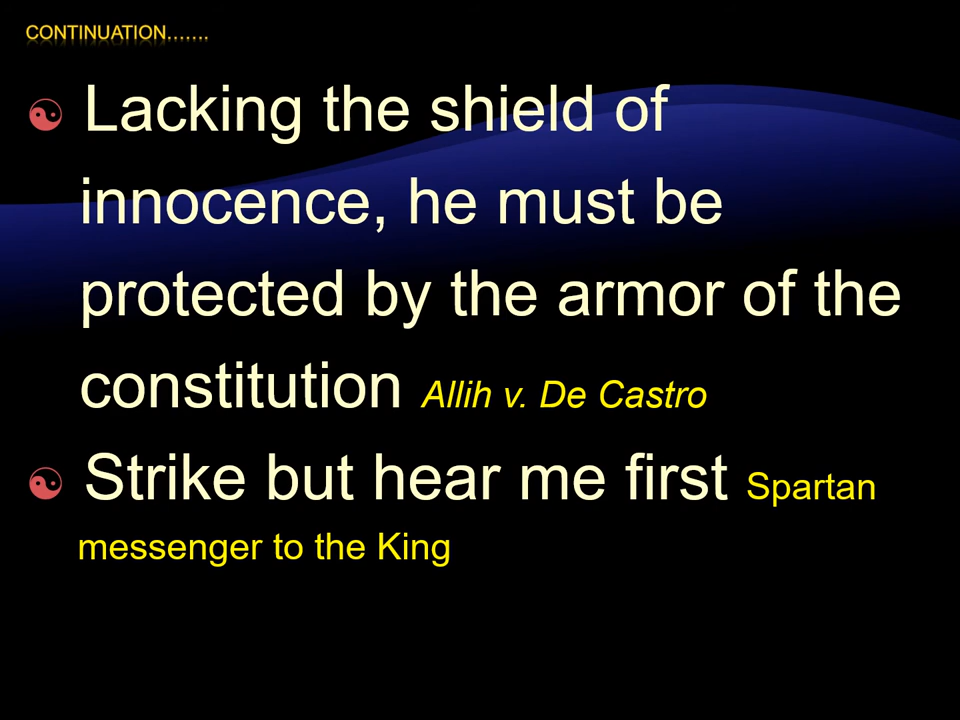 CONTINUATION.......
☯ Lacking the shield of
innocence, he must be
protected by the armor of the
constitution Allih v. De Castro
☯ Strike but hear me first Spartan
messenger to the King